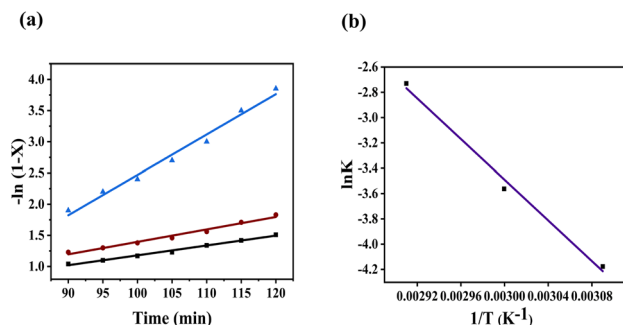 (a)
(b)
4.0
3.5
3.0
2.5
2.0
1.5
1.0
-ln (1-X)
90 95 100 105 110 115 120
Time (min)
-2.6
-2.8
-3.0
-3.2
-3.4
-3.6
-3.8
-4.0
-4.2
lnK
0.00292 0.00296 0.00300 0.00304 0.00308
1/T (K⁻¹)